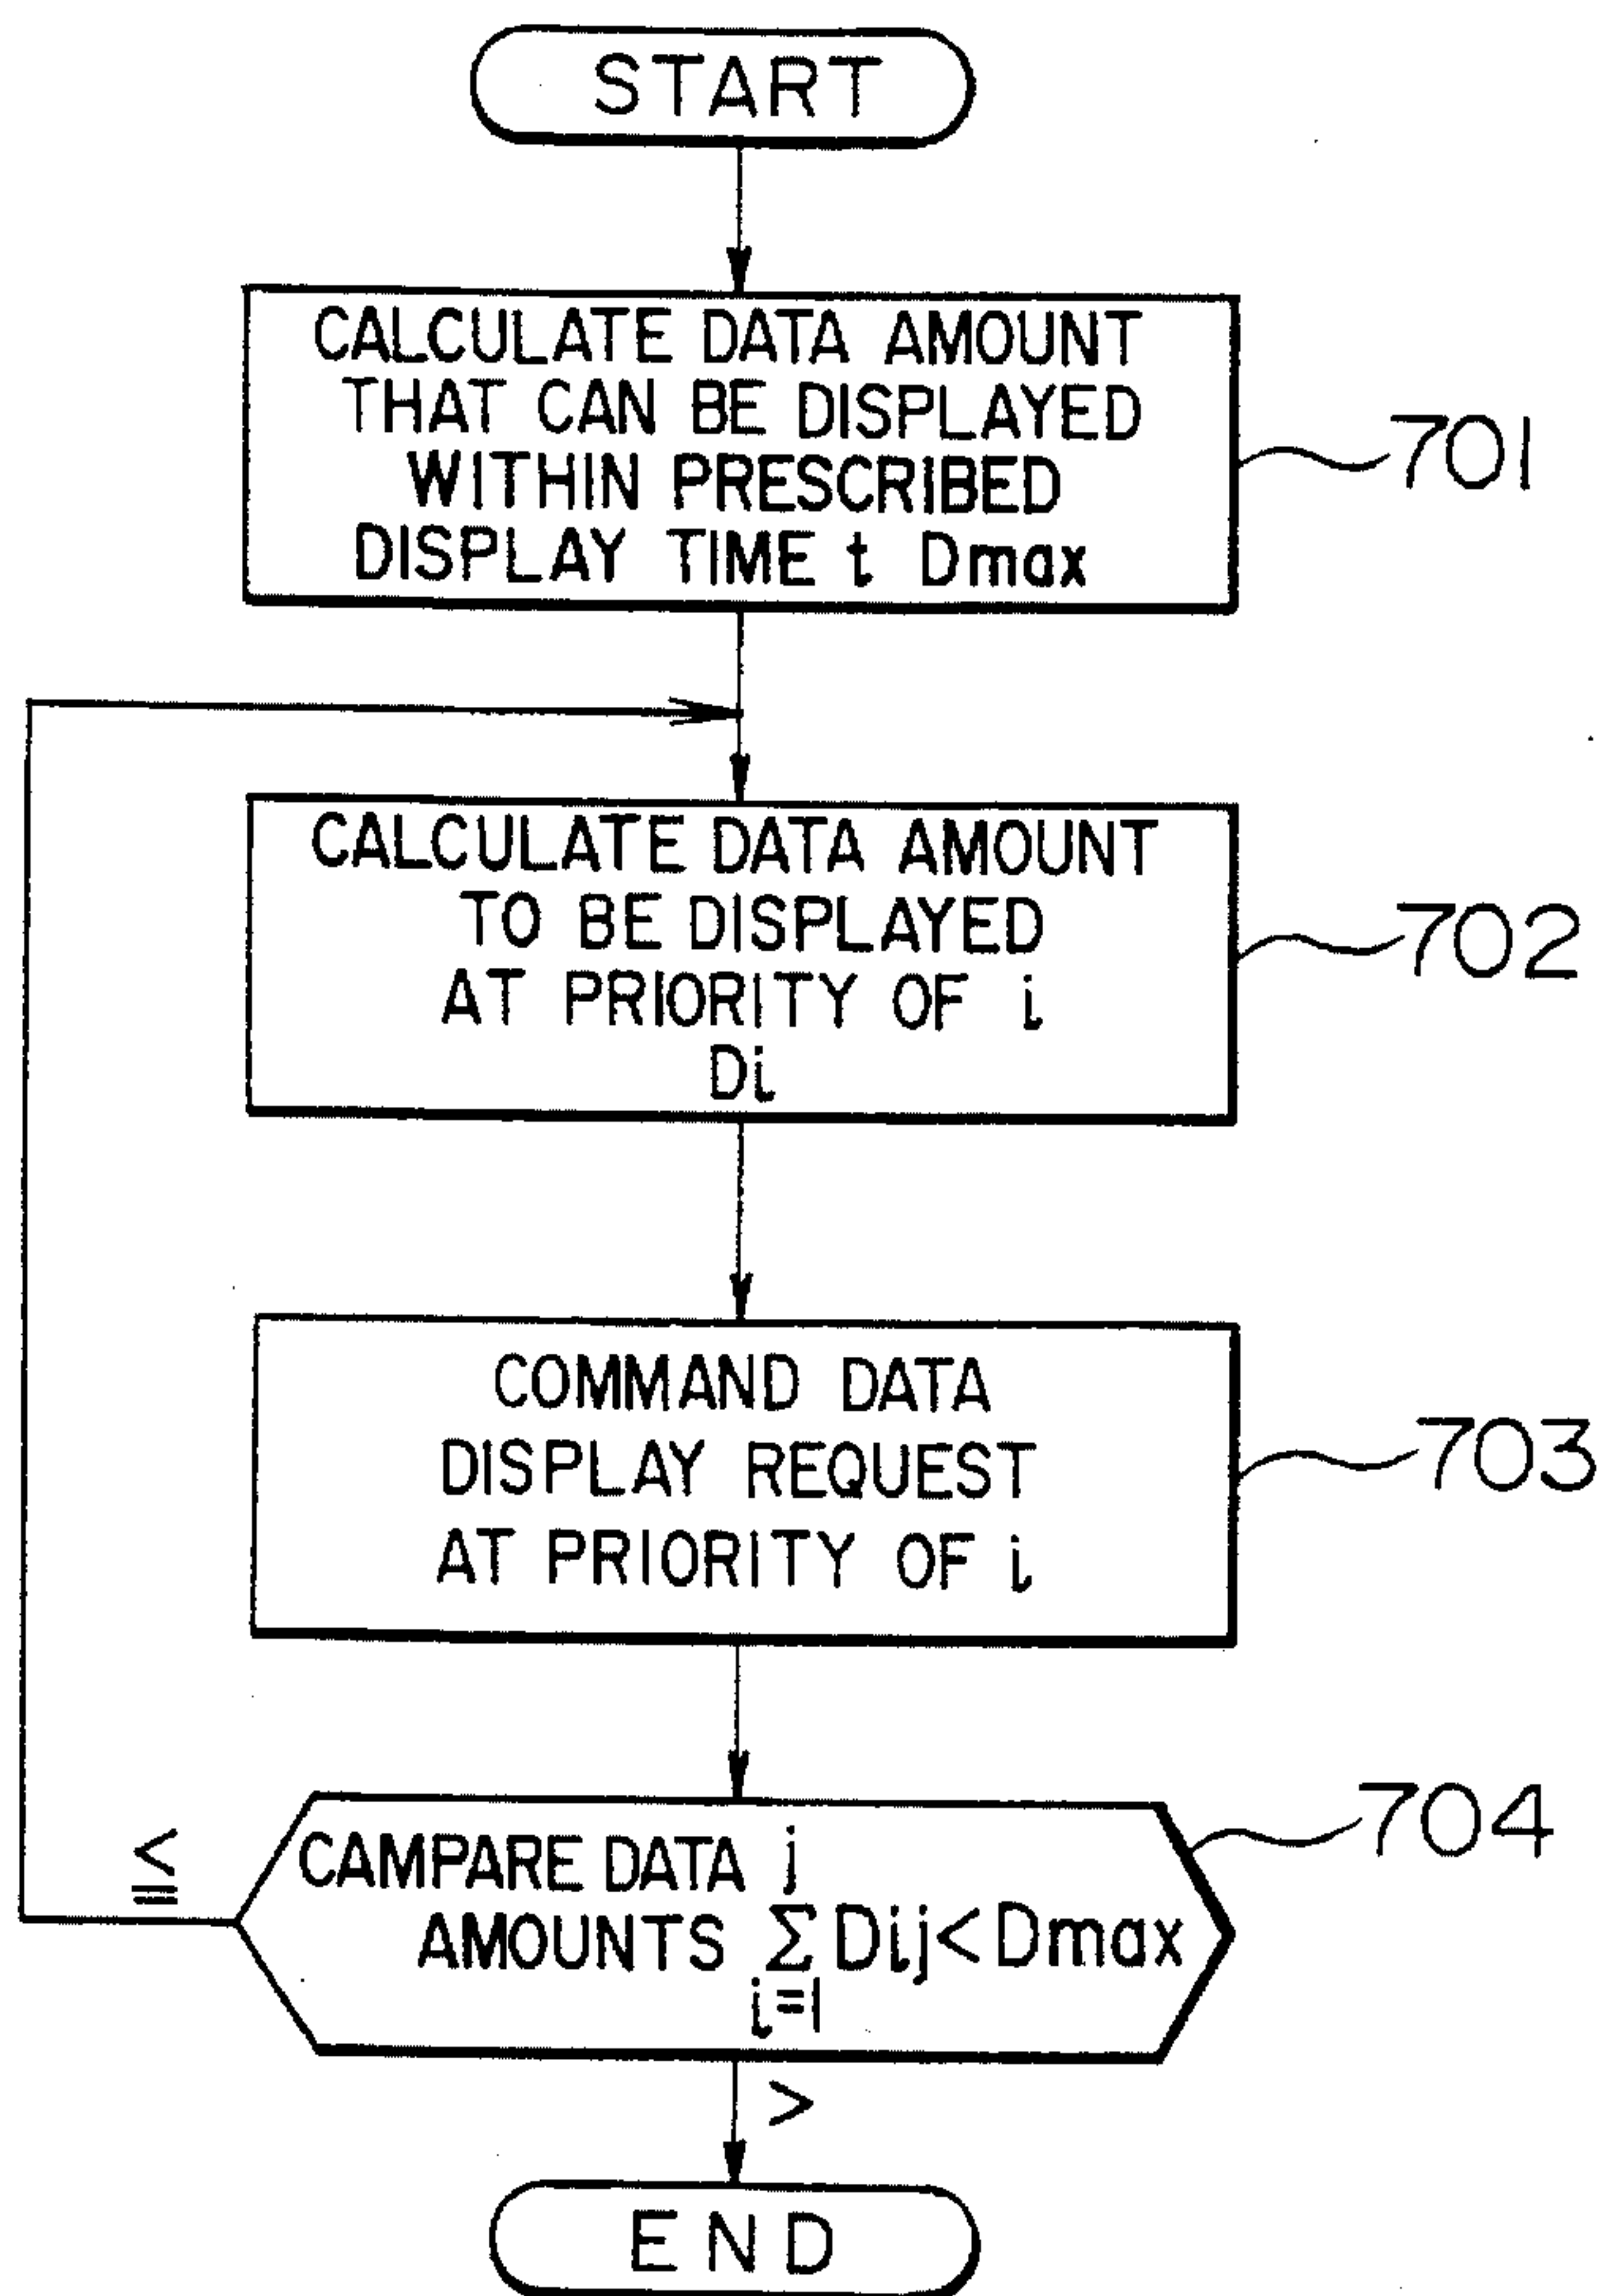 START
CALCULATE DATA AMOUNT
THAT CAN BE DISPLAYED
WITHIN PRESCRIBED
DISPLAY TIME t Dmax
701
CALCULATE DATA AMOUNT
TO BE DISPLAYED
AT PRIORITY OF i
Di
702
COMMAND DATA
DISPLAY REQUEST
AT PRIORITY OF i
703
CAMPARE DATA j
AMOUNTS Σ Dij<Dmax
i=1
704
≦
>
END